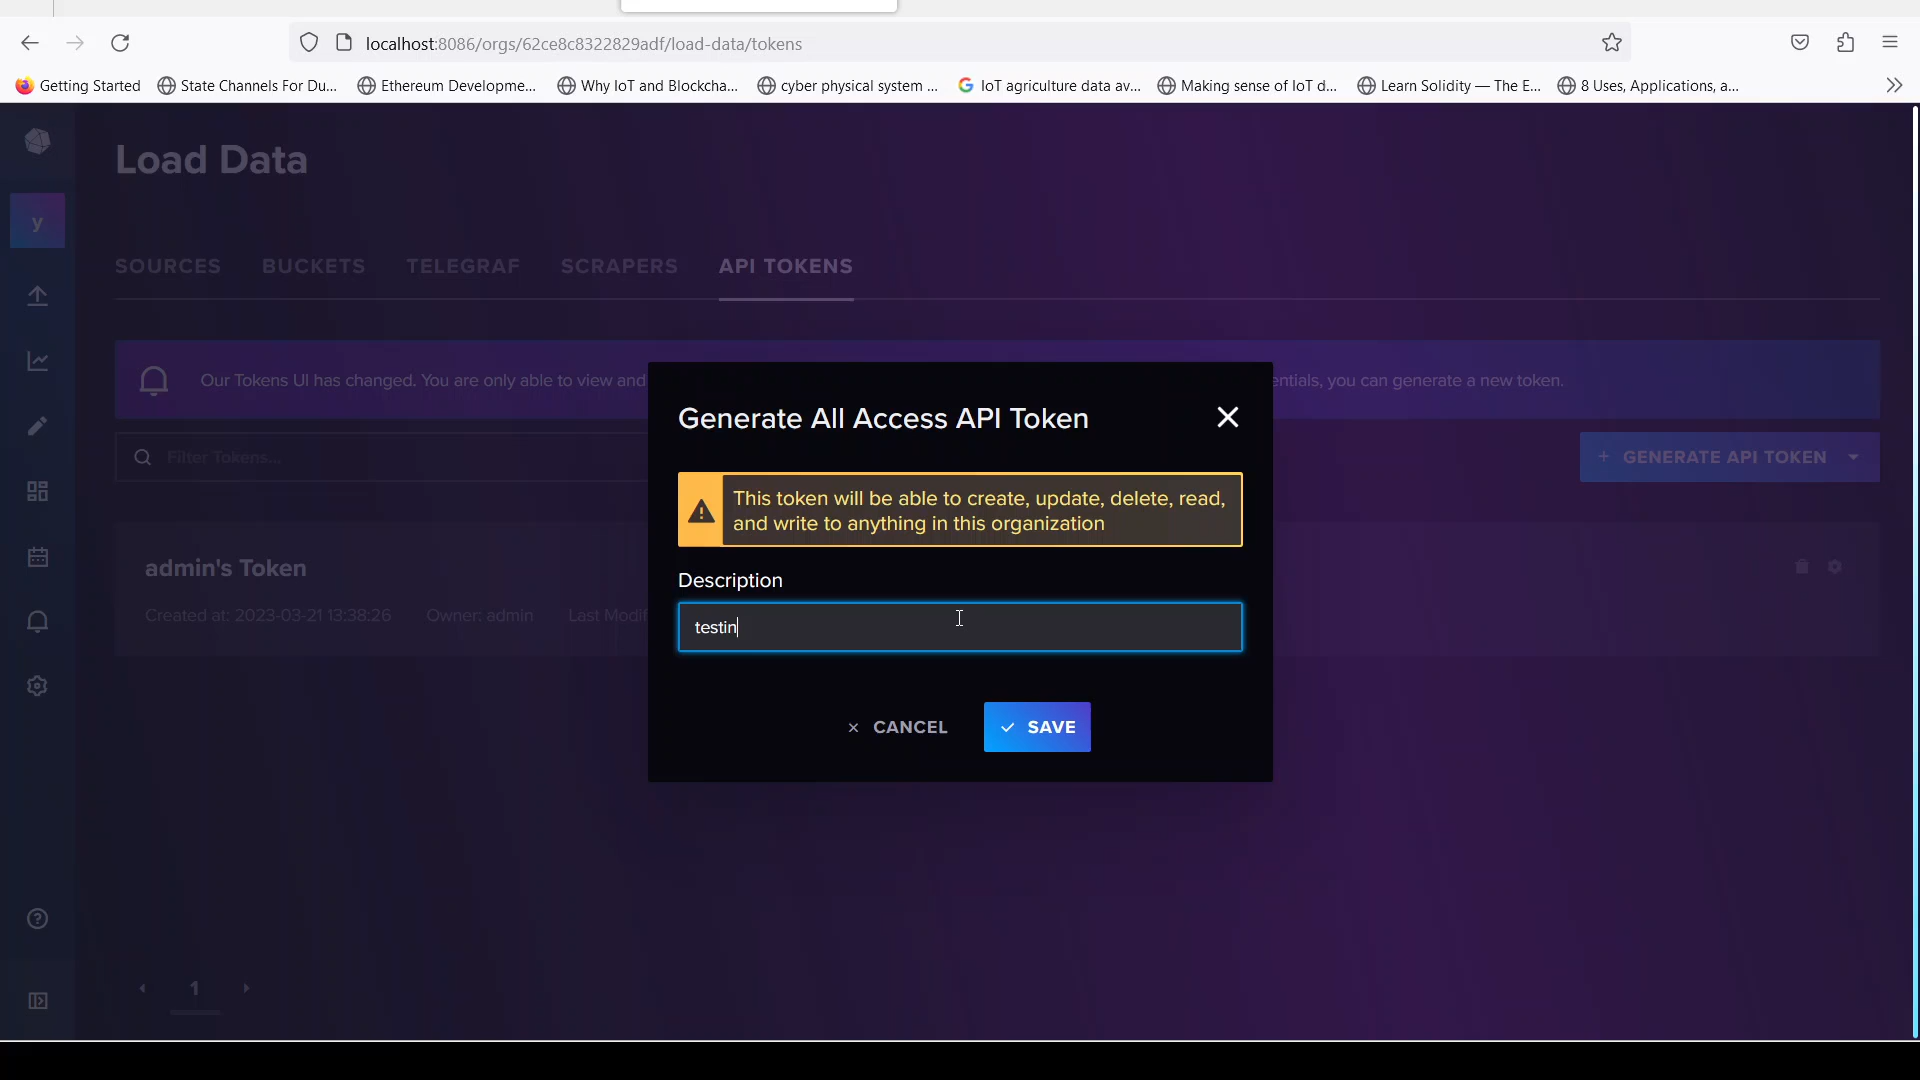 localhost:8086/orgs/62ce8c8322829adf/load-data/tokens
Getting Started State Channels For Du... Ethereum Developme... Why IoT and Blockcha... cyber physical system ... IoT agriculture data av... Making sense of IoT d... Learn Solidity — The E... 8 Uses, Applications, a...
Load Data
y
SOURCES BUCKETS TELEGRAF SCRAPERS API TOKENS
Our Tokens UI has changed. You are only able to view and entials, you can generate a new token.
Generate All Access API Token
Filter Tokens...
+ GENERATE API TOKEN
This token will be able to create, update, delete, read,
and write to anything in this organization
admin's Token
Description
Created at: 2023-03-21 13:38:26 Owner: admin Last Modif
testin
CANCEL SAVE
1